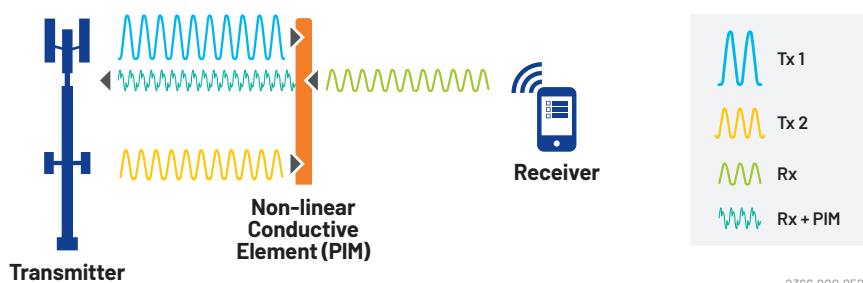 Tx 1
Tx 2
Rx
Rx + PIM
Receiver
Non-linear
Conductive
Element (PIM)
Transmitter